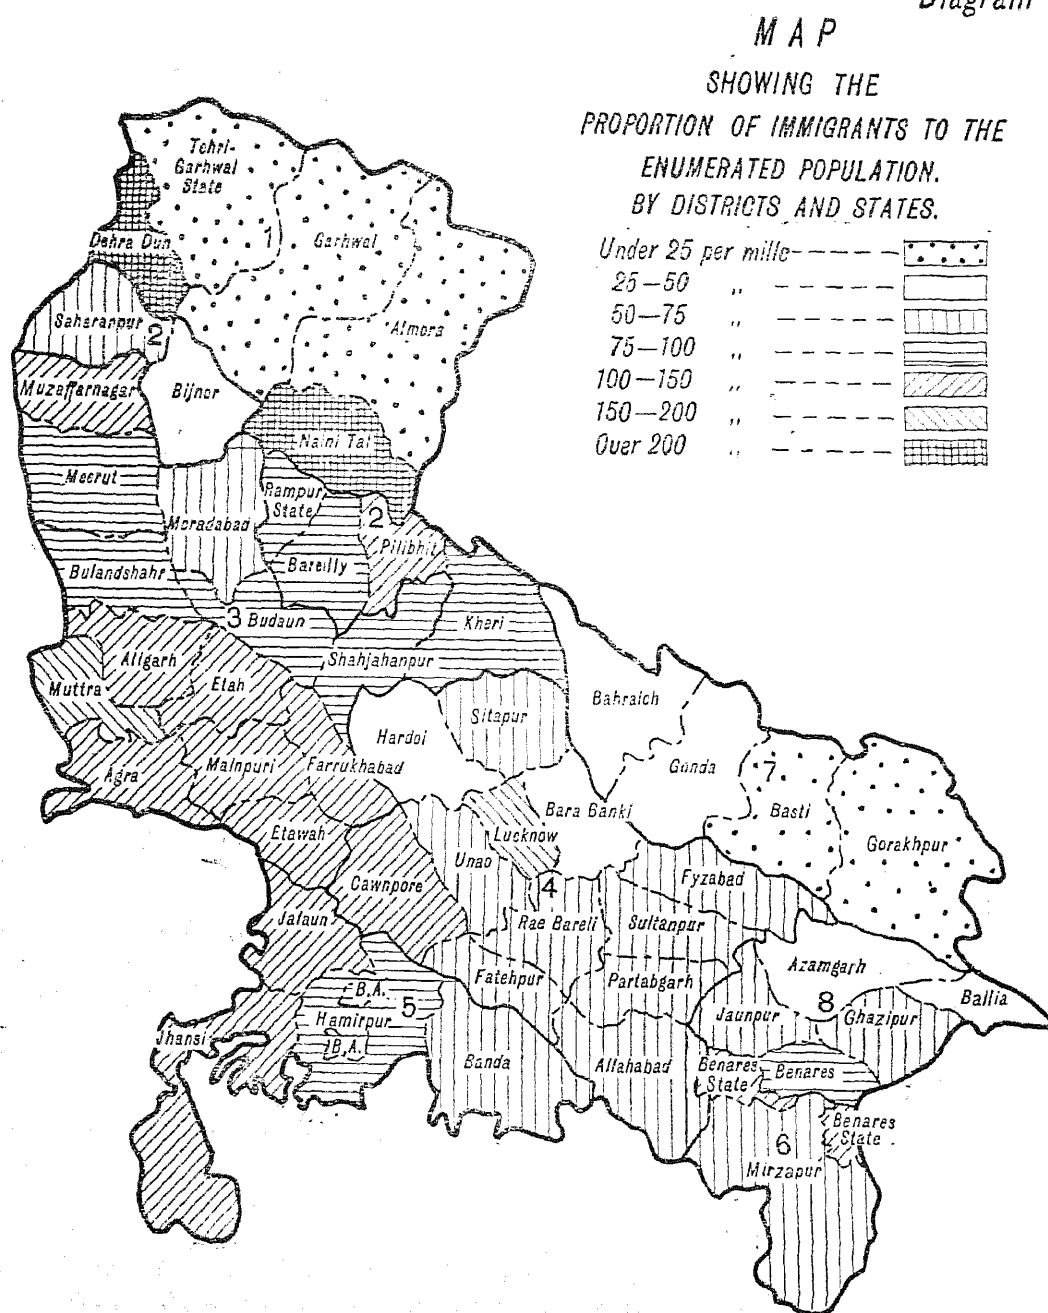 Diagram
MAP
SHOWING THE
PROPORTION OF IMMIGRANTS TO THE
ENUMERATED POPULATION.
BY DISTRICTS AND STATES.
Under 25 per mille
25—50 ,,
50—75 ,,
75—100 ,,
100—150 ,,
150—200 ,,
Over 200 ,,
Tehri-
Garhwal
State
1
Garhwal
Dehra Dun
Saharanpur
2
Almora
Muzaffarnagar
Bijnor
Naini Tal
Meerut
Rampur
State
Moradabad
2
Pilibhit
Bulandshahr
Bareilly
3
Budaun
Kheri
Aligarh
Shahjahanpur
Muttra
Etah
Bahraich
Sitapur
Hardoi
Agra
Mainpuri
Farrukhabad
Gonda
7
Basti
Bara Banki
Etawah
Lucknow
Gorakhpur
Unao
Cawnpore
4
Fyzabad
Jalaun
Rae Bareli
Sultanpur
Azamgarh
Fatehpur
Partabgarh
Ballia
B.A.
5
8
Jaunpur
Ghazipur
Hamirpur
Jhansi
B.A.
Banda
Allahabad
Benares
State
Benares
Benares
State
6
Mirzapur